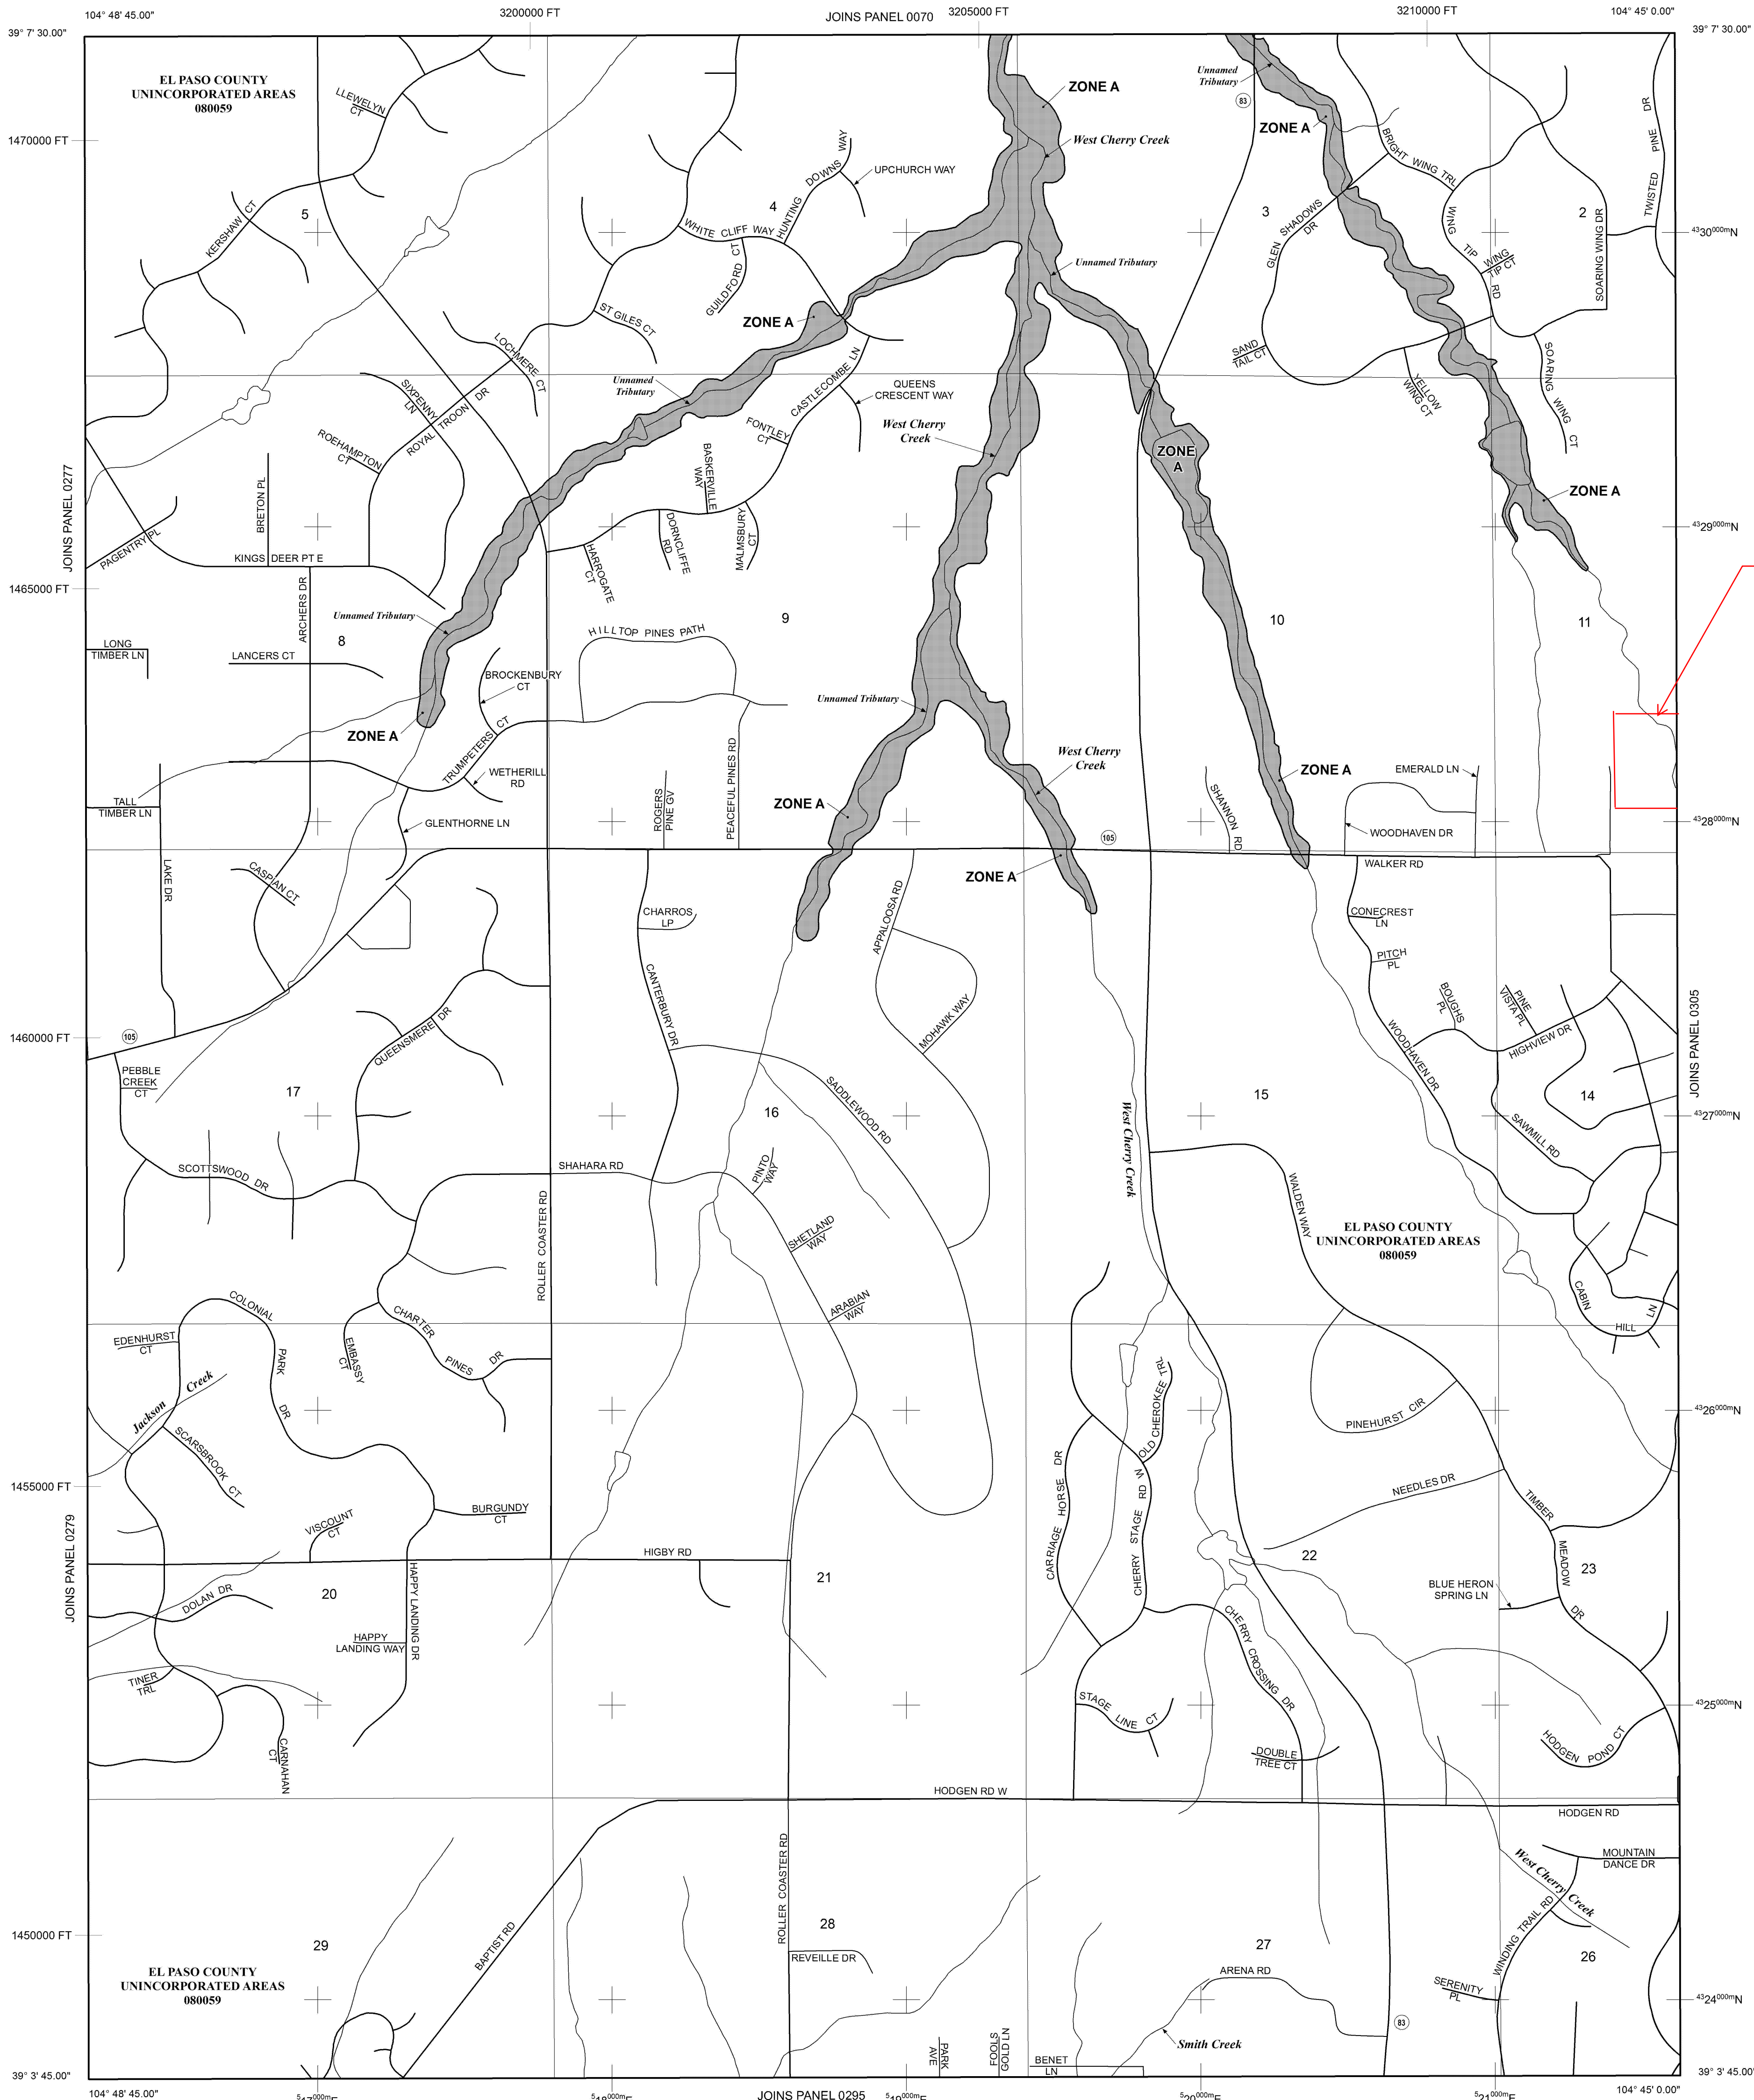 104° 48' 45.00"
3200000 FT
JOINS PANEL 0070
3205000 FT
3210000 FT
104° 45' 0.00"
39° 7' 30.00"
39° 7' 30.00"
EL PASO COUNTY
UNINCORPORATED AREAS
080059
LLEWELYN
CT
ZONE A
Unnamed
Tributary
83
ZONE A
TWISTED PINE DR
1470000 FT
West Cherry Creek
BRIGHT WING TRL
HUNTING DOWNS WAY
UPCHURCH WAY
KERSHAW CT
5
4
3
2
WHITE CLIFF WAY
GUILDFORD CT
GLEN SHADOWS
DR
WING TIP RD
WING
TIP CT
SOARING WING DR
4330000mN
Unnamed Tributary
ST GILES CT
ZONE A
LOCHMERE CT
SAND
TAIL CT
YELLOW
WING CT
SOARING WING CT
Unnamed
Tributary
SIXPENNY
LN
ROYAL TROON DR
CASTLECOMBE LN
QUEENS
CRESCENT WAY
West Cherry
Creek
FONTLEY
CT
ROEHAMPTON
CT
BASKERVILLE
WAY
ZONE
A
ZONE A
JOINS PANEL 0277
BRETON PL
PAGENTRY PL
KINGS DEER PT E
HARROGATE
CT
DORNCLIFFE
RD
MALMSBURY
CT
4329000mN
1465000 FT
ARCHERS DR
Unnamed Tributary
8
9
10
11
HILLTOP PINES PATH
LONG
TIMBER LN
LANCERS CT
BROCKENBURY
CT
Unnamed Tributary
ZONE A
TRUMPETERS CT
WETHERILL
RD
PEACEFUL PINES RD
West Cherry
Creek
ZONE A
EMERALD LN
TALL
TIMBER LN
ROGERS
PINE GV
ZONE A
SHANNON RD
GLENTHORNE LN
105
WOODHAVEN DR
4328000mN
WALKER RD
LAKE DR
CASPIAN CT
ZONE A
CHARROS
LP
APPALOOSA RD
CONECREST
LN
PITCH
PL
CANTERBURY DR
BOUGHS
PL
PINE
VISTA PL
JOINS PANEL 0305
1460000 FT
105
QUEENSMERE DR
MOHAWK WAY
WOODHAVEN DR
HIGHVIEW DR
PEBBLE
CREEK
CT
17
SADDLEWOOD RD
16
15
14
4327000mN
West Cherry Creek
SAWMILL RD
SCOTTSWOOD DR
SHAHARA RD
PINTO
WAY
WALDEN WAY
ROLLER COASTER RD
SHETLAND
WAY
EL PASO COUNTY
UNINCORPORATED AREAS
080059
COLONIAL PARK DR
ARABIAN
WAY
CABIN HILL LN
EDENHURST
CT
EMBASSY
CT
CHARTER PINES DR
Jackson Creek
OLD CHEROKEE TRL
PINEHURST CIR
4326000mN
SCARSBROOK CT
1455000 FT
CARRIAGE HORSE DR
CHERRY STAGE RD W
NEEDLES DR
TIMBER MEADOW DR
VISCOUNT
CT
BURGUNDY
CT
JOINS PANEL 0279
HIGBY RD
20
21
22
23
DOLAN DR
HAPPY LANDING DR
BLUE HERON
SPRING LN
HAPPY
LANDING WAY
CHERRY CROSSING DR
TINER
TRL
CARNAHAN
CT
STAGE LINE CT
4325000mN
HODGEN POND CT
DOUBLE
TREE CT
HODGEN RD W
HODGEN RD
MOUNTAIN
DANCE DR
West Cherry Creek
ROLLER COASTER RD
1450000 FT
29
BAPTIST RD
28
REVEILLE DR
27
WINDING TRAIL RD
26
EL PASO COUNTY
UNINCORPORATED AREAS
080059
ARENA RD
SERENITY
PL
4324000mN
83
Smith Creek
PARK
AVE
FOOLS
GOLD LN
BENET
LN
39° 3' 45.00"
39° 3' 45.00"
104° 48' 45.00"
517000mE
518000mE
JOINS PANEL 0295
519000mE
520000mE
521000mE
104° 45' 0.00"